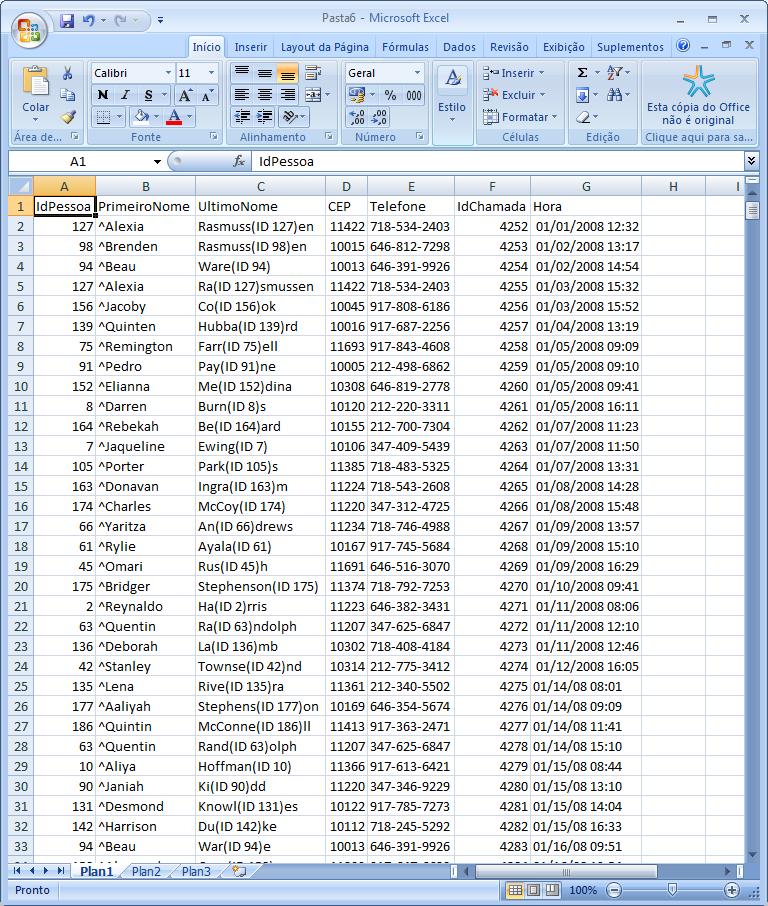 Pasta6 - Microsoft Excel
Início Inserir Layout da Página Fórmulas Dados Revisão Exibição Suplementos
Colar
Calibri 11
N I S A A
A
Geral
% 000
Estilo
Inserir
Excluir
Formatar
Σ
Esta cópia do Office
não é original
Área de... Fonte Alinhamento Número Células Edição Clique aqui para sa...
A1 fx IdPessoa
A B C D E F G H I
1 IdPessoa PrimeiroNome UltimoNome CEP Telefone IdChamada Hora
2 127 ^Alexia Rasmuss(ID 127)en 11422 718-534-2403 4252 01/01/2008 12:32
3 98 ^Brenden Rasmuss(ID 98)en 10015 646-812-7298 4253 01/02/2008 13:17
4 94 ^Beau Ware(ID 94) 10013 646-391-9926 4254 01/02/2008 14:54
5 127 ^Alexia Ra(ID 127)smussen 11422 718-534-2403 4255 01/03/2008 15:32
6 156 ^Jacoby Co(ID 156)ok 10045 917-808-6186 4256 01/03/2008 15:52
7 139 ^Quinten Hubba(ID 139)rd 10016 917-687-2256 4257 01/04/2008 13:19
8 75 ^Remington Farr(ID 75)ell 11693 917-843-4608 4258 01/05/2008 09:09
9 91 ^Pedro Pay(ID 91)ne 10005 212-498-6862 4259 01/05/2008 09:10
10 152 ^Elianna Me(ID 152)dina 10308 646-819-2778 4260 01/05/2008 09:41
11 8 ^Darren Burn(ID 8)s 10120 212-220-3311 4261 01/05/2008 16:11
12 164 ^Rebekah Be(ID 164)ard 10155 212-700-7304 4262 01/07/2008 11:23
13 7 ^Jaqueline Ewing(ID 7) 10106 347-409-5439 4263 01/07/2008 11:50
14 105 ^Porter Park(ID 105)s 11385 718-483-5325 4264 01/07/2008 13:31
15 163 ^Donavan Ingra(ID 163)m 11224 718-543-2608 4265 01/08/2008 14:28
16 174 ^Charles McCoy(ID 174) 11220 347-312-4725 4266 01/08/2008 15:48
17 66 ^Yaritza An(ID 66)drews 11234 718-746-4988 4267 01/09/2008 13:57
18 61 ^Rylie Ayala(ID 61) 10167 917-745-5684 4268 01/09/2008 15:10
19 45 ^Omari Rus(ID 45)h 11691 646-516-3070 4269 01/09/2008 16:29
20 175 ^Bridger Stephenson(ID 175) 11374 718-792-7253 4270 01/10/2008 09:41
21 2 ^Reynaldo Ha(ID 2)rris 11223 646-382-3431 4271 01/11/2008 08:06
22 63 ^Quentin Ra(ID 63)ndolph 11207 347-625-6847 4272 01/11/2008 12:10
23 136 ^Deborah La(ID 136)mb 10302 718-408-4184 4273 01/11/2008 12:46
24 42 ^Stanley Townse(ID 42)nd 10314 212-775-3412 4274 01/12/2008 16:05
25 135 ^Lena Rive(ID 135)ra 11361 212-340-5502 4275 01/14/08 08:01
26 177 ^Aaliyah Stephens(ID 177)on 10169 646-354-5674 4276 01/14/08 09:09
27 186 ^Quintin McConne(ID 186)ll 11413 917-363-2471 4277 01/14/08 11:41
28 63 ^Quentin Rand(ID 63)olph 11207 347-625-6847 4278 01/14/08 15:10
29 10 ^Aliya Hoffman(ID 10) 11366 917-613-6421 4279 01/15/08 08:44
30 90 ^Janiah Ki(ID 90)dd 11220 347-346-9229 4280 01/15/08 13:10
31 131 ^Desmond Knowl(ID 131)es 10122 917-785-7273 4281 01/15/08 14:04
32 142 ^Harrison Du(ID 142)ke 10112 718-245-5292 4282 01/15/08 16:33
33 94 ^Beau War(ID 94)e 10013 646-391-9926 4283 01/16/08 09:51
Plan1 Plan2 Plan3
Pronto 100%